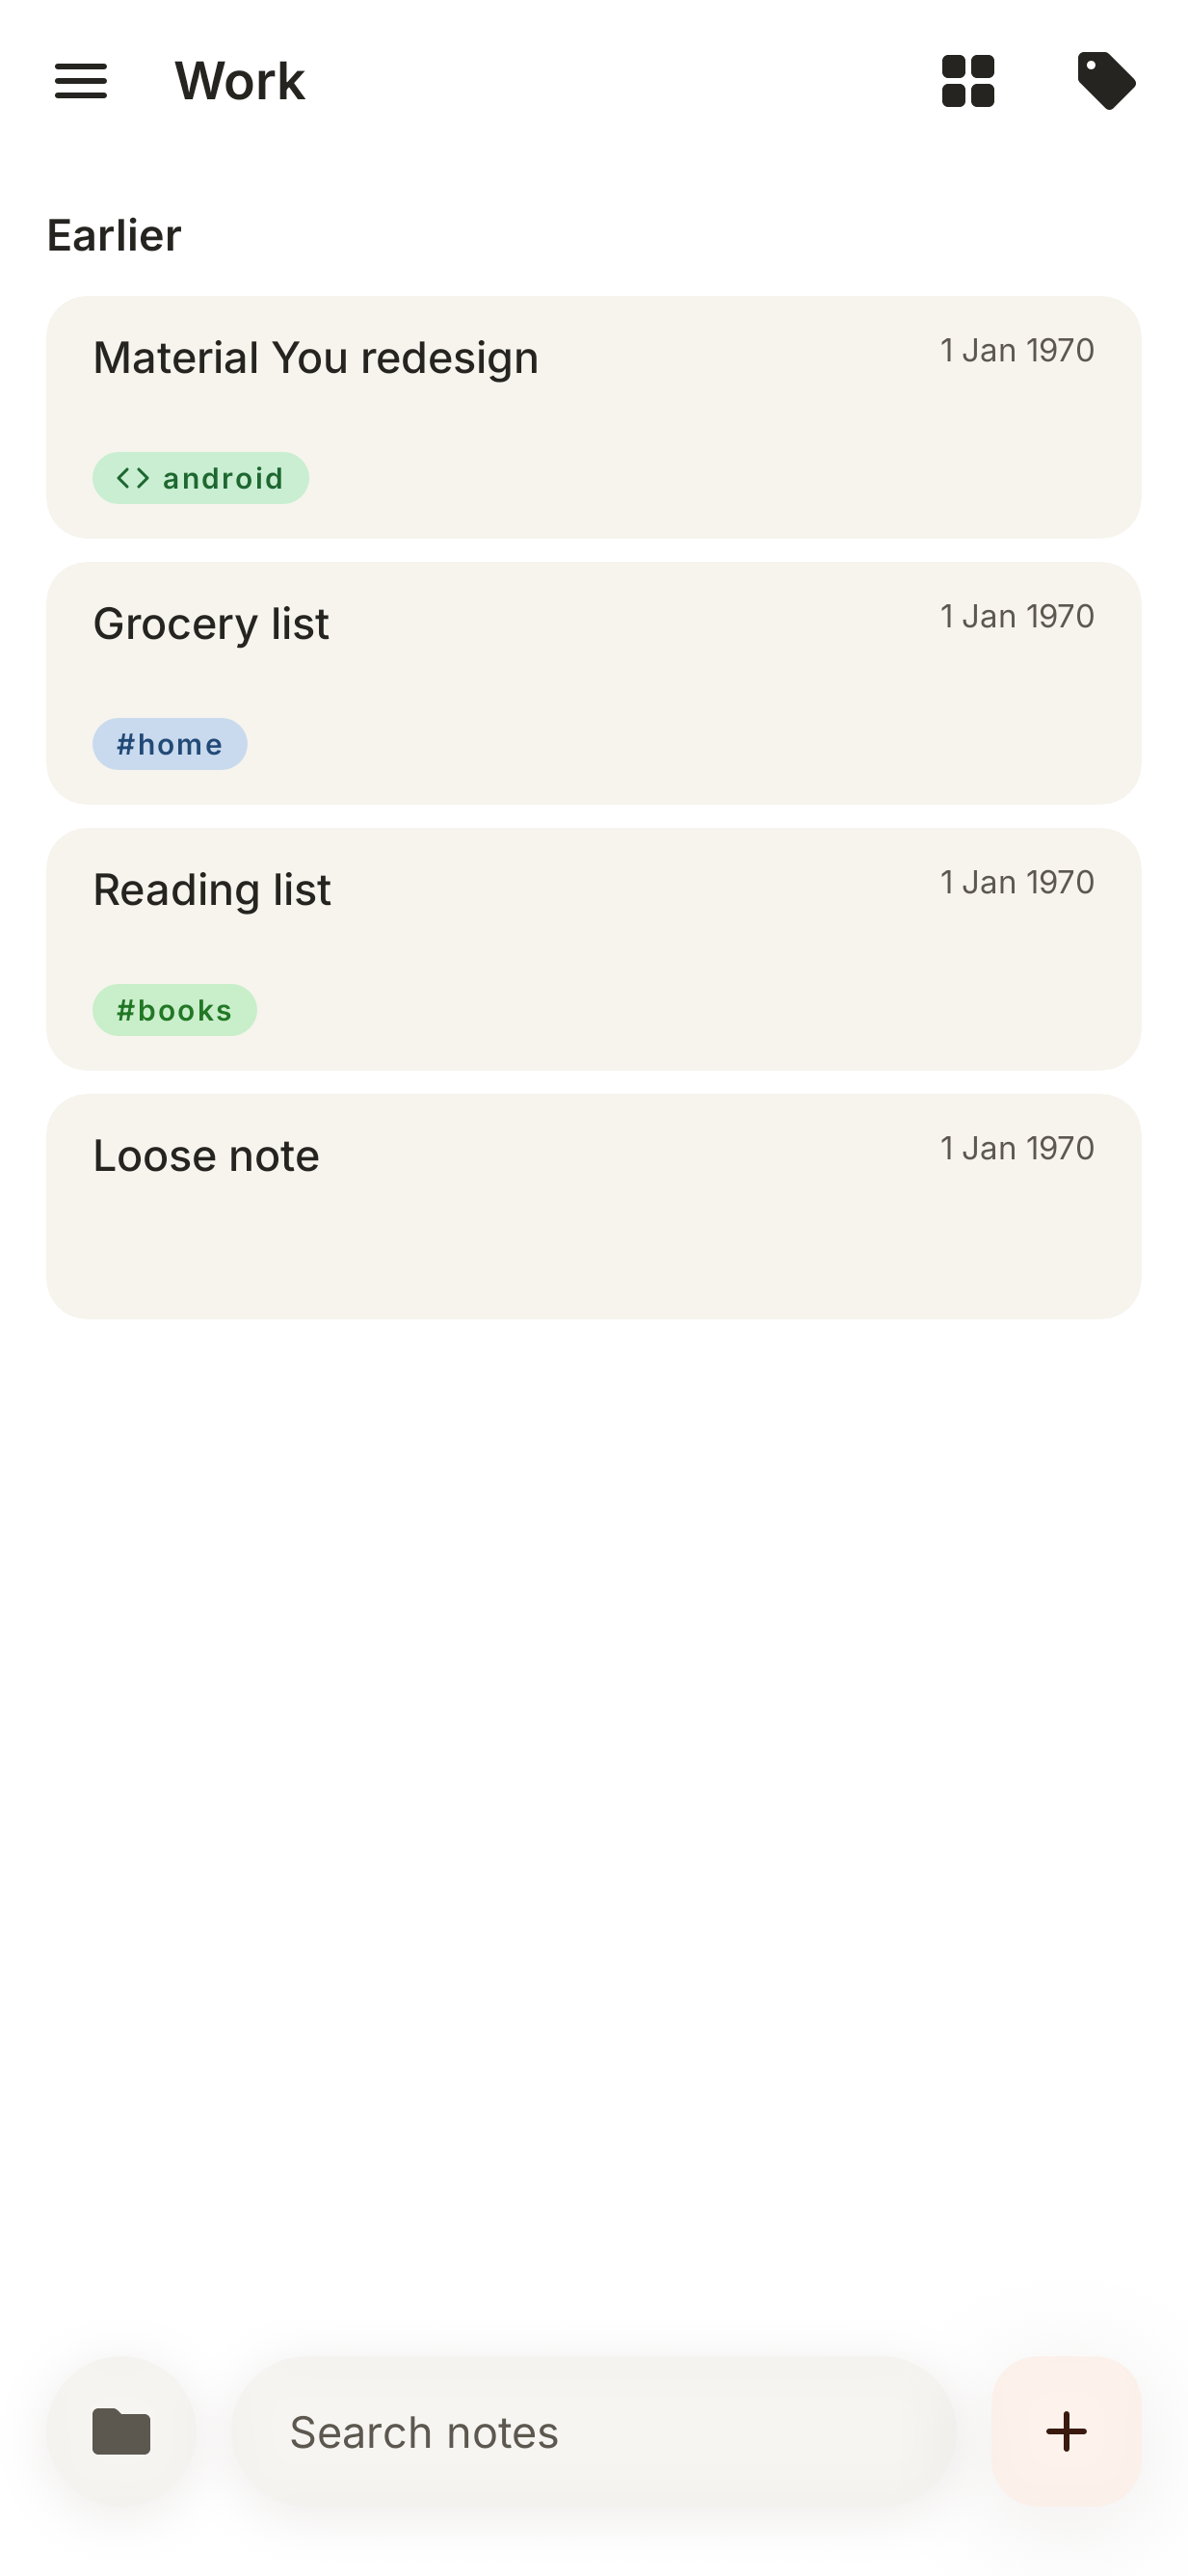 Work
Earlier
Material You redesign
1 Jan 1970
android
Grocery list
1 Jan 1970
#home
Reading list
1 Jan 1970
#books
Loose note
1 Jan 1970
Search notes